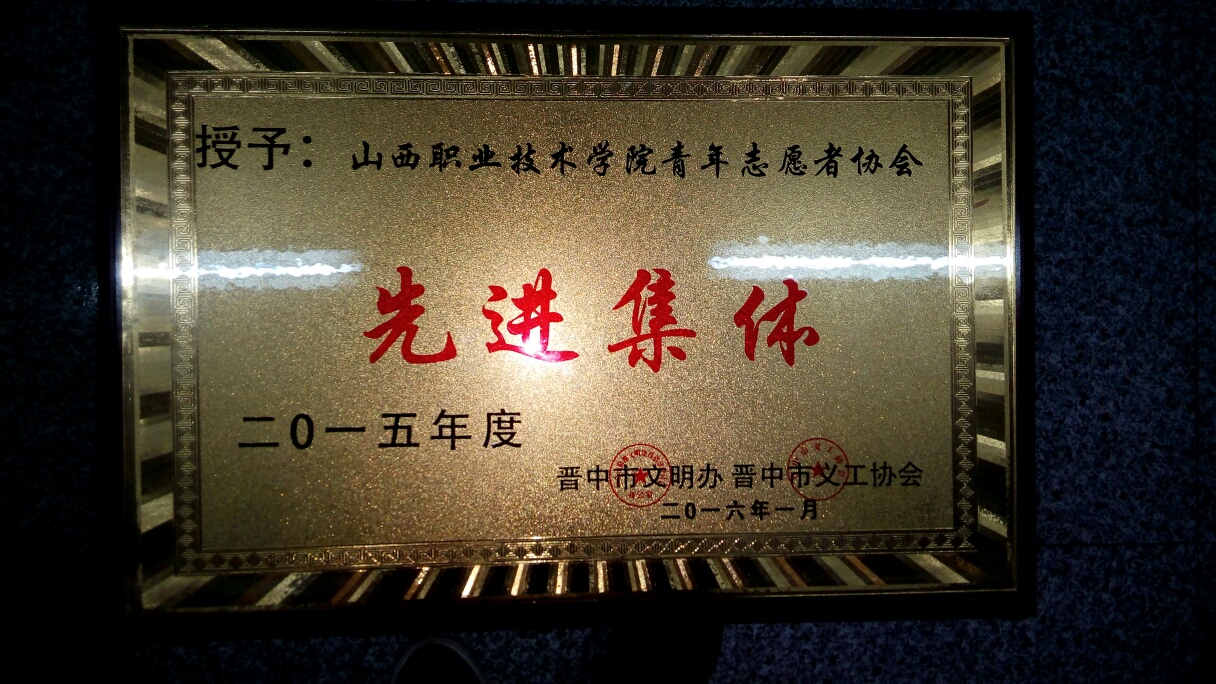 授予：山西职业技术学院青年志愿者协会
先进集体
二0一五年度
晋中市文明办 晋中市义工协会
二0一六年一月